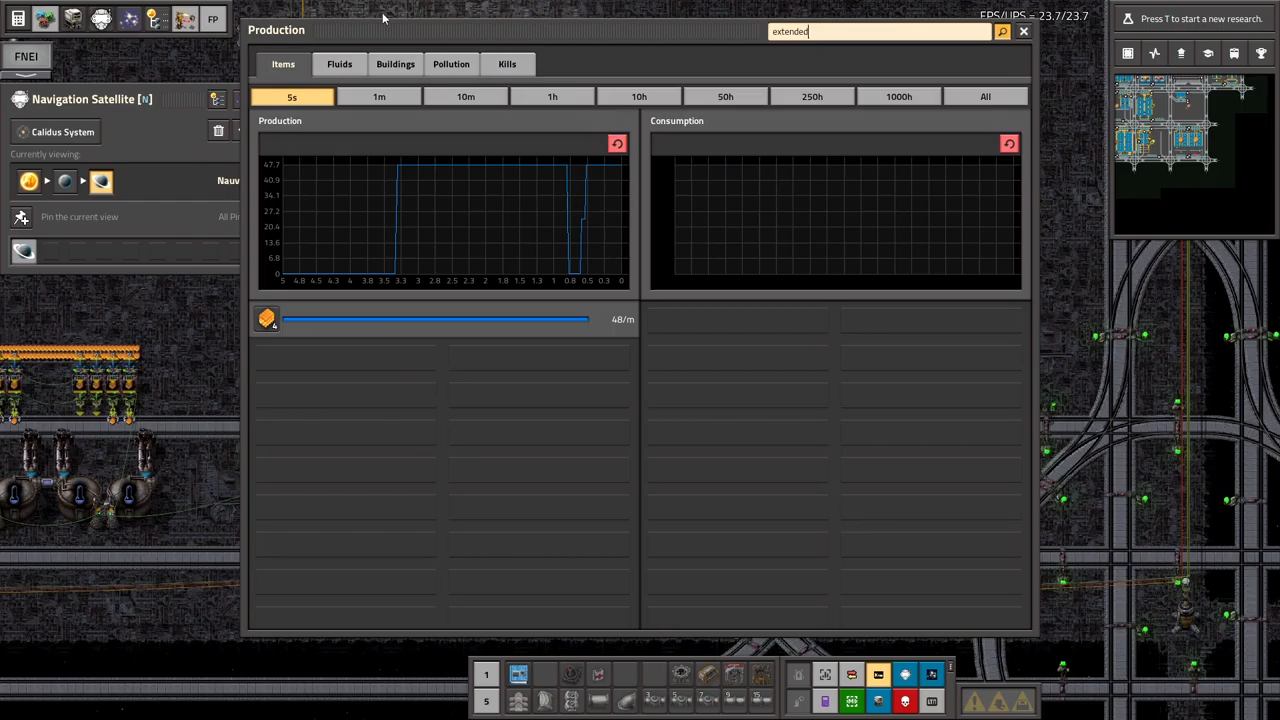 FP
EPS/UPS = 23.7/23.7
Production
extended
Press T to start a new research.
FNEI
Items
Fluids
Buildings
Pollution
Kills
Navigation Satellite [N]
5s
1m
10m
1h
10h
50h
250h
1000h
All
Calidus System
Production
Consumption
Currently viewing:
47.7
40.9
34.1
27.2
20.4
13.6
6.8
0
Nauv
Pin the current view
All Pin
5 4.8 4.5 4.3 4 3.8 3.5 3.3 3 2.8 2.5 2.3 2 1.8 1.5 1.3 1 0.8 0.5 0.3 0
4
48/m
1
5